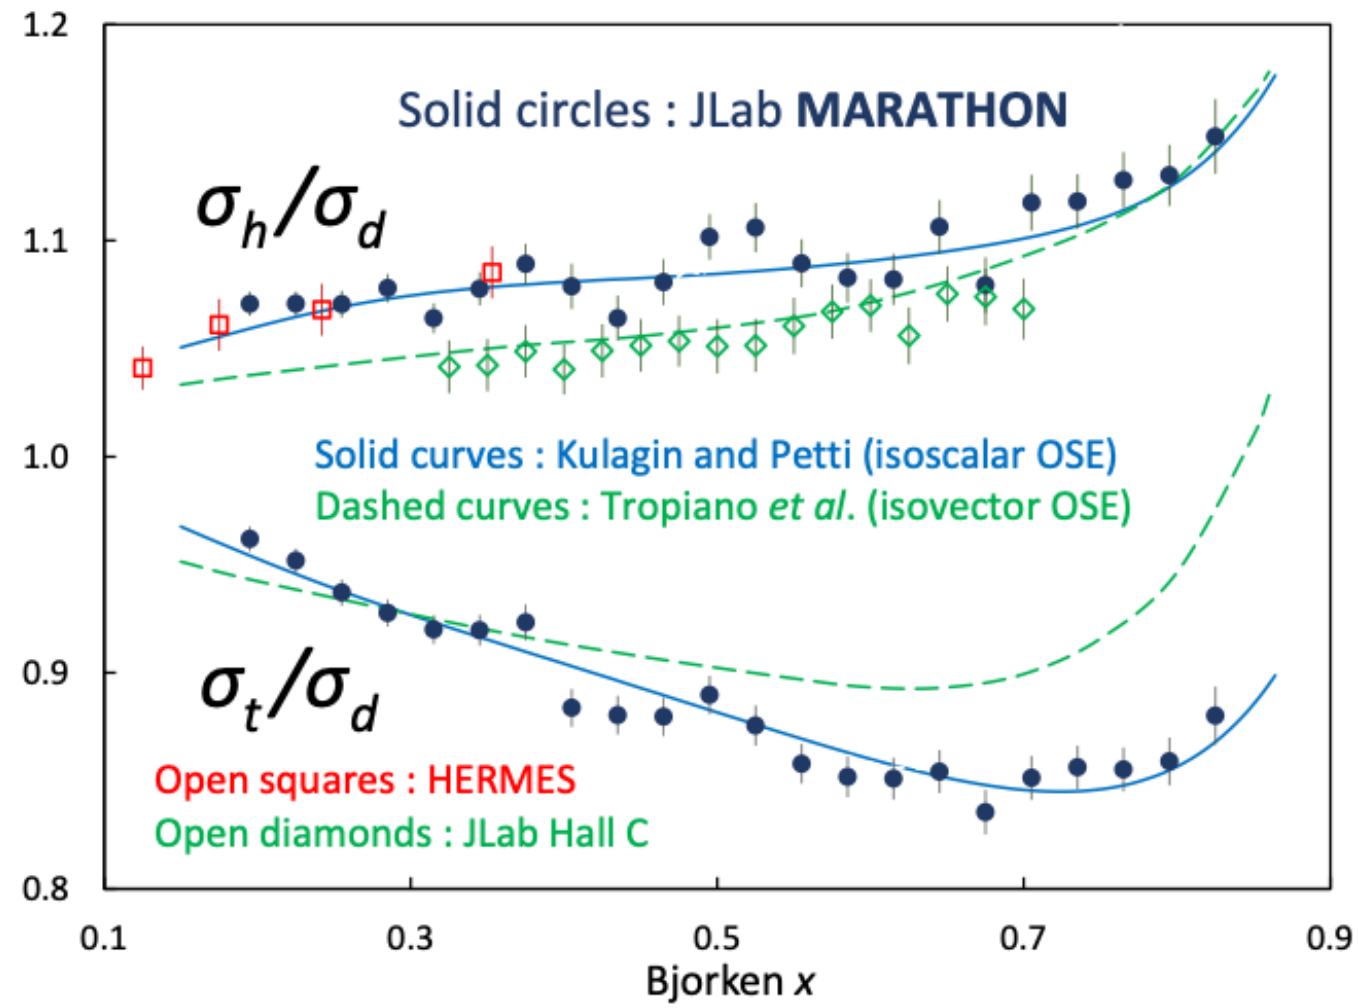 1.2
Solid circles : JLab MARATHON
σh/σd
1.1
1.0
Solid curves : Kulagin and Petti (isoscalar OSE)
Dashed curves : Tropiano et al. (isovector OSE)
0.9
σt/σd
Open squares : HERMES
Open diamonds : JLab Hall C
0.8
0.1 0.3 0.5 0.7 0.9
Bjorken x